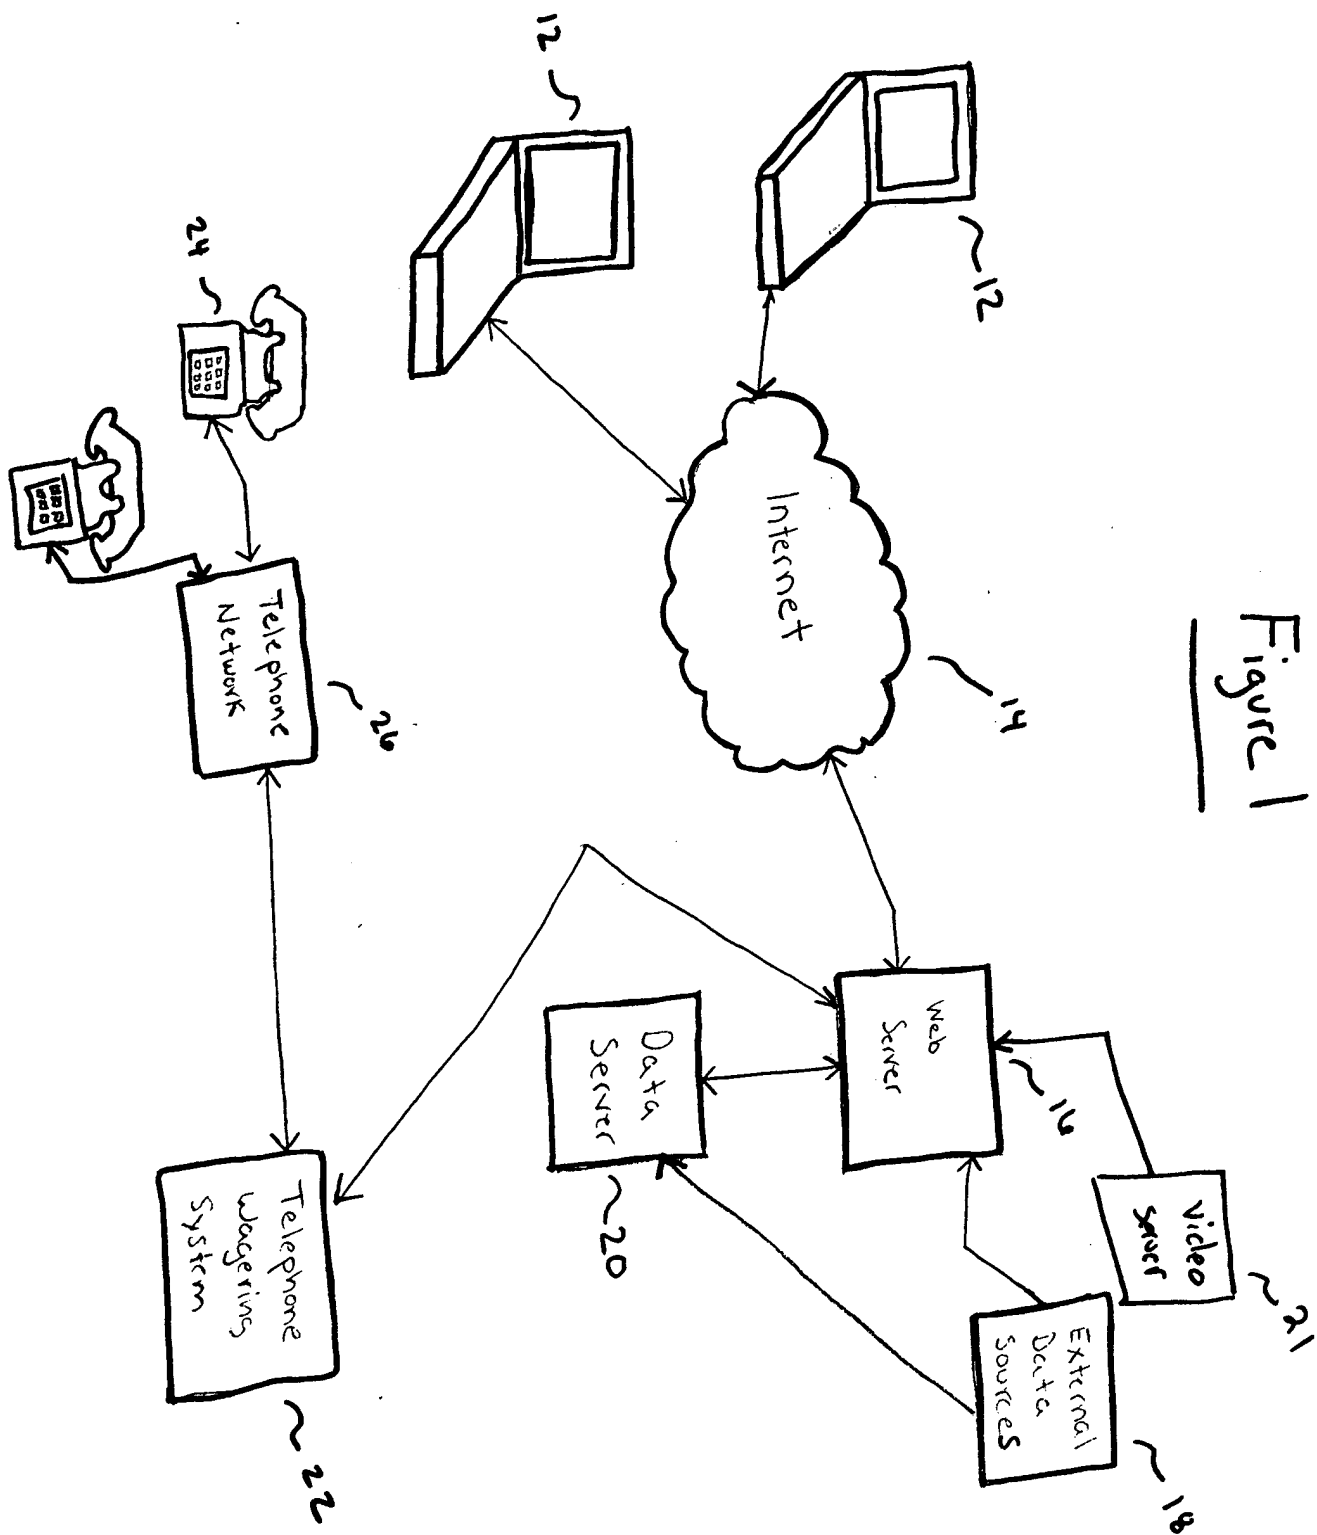 Figure 1
12
12
Internet
14
Web
Server
16
Video
Server
21
External
Data
Sources
18
Data
Server
20
24
Telephone
Network
26
Telephone
Wagering
System
22